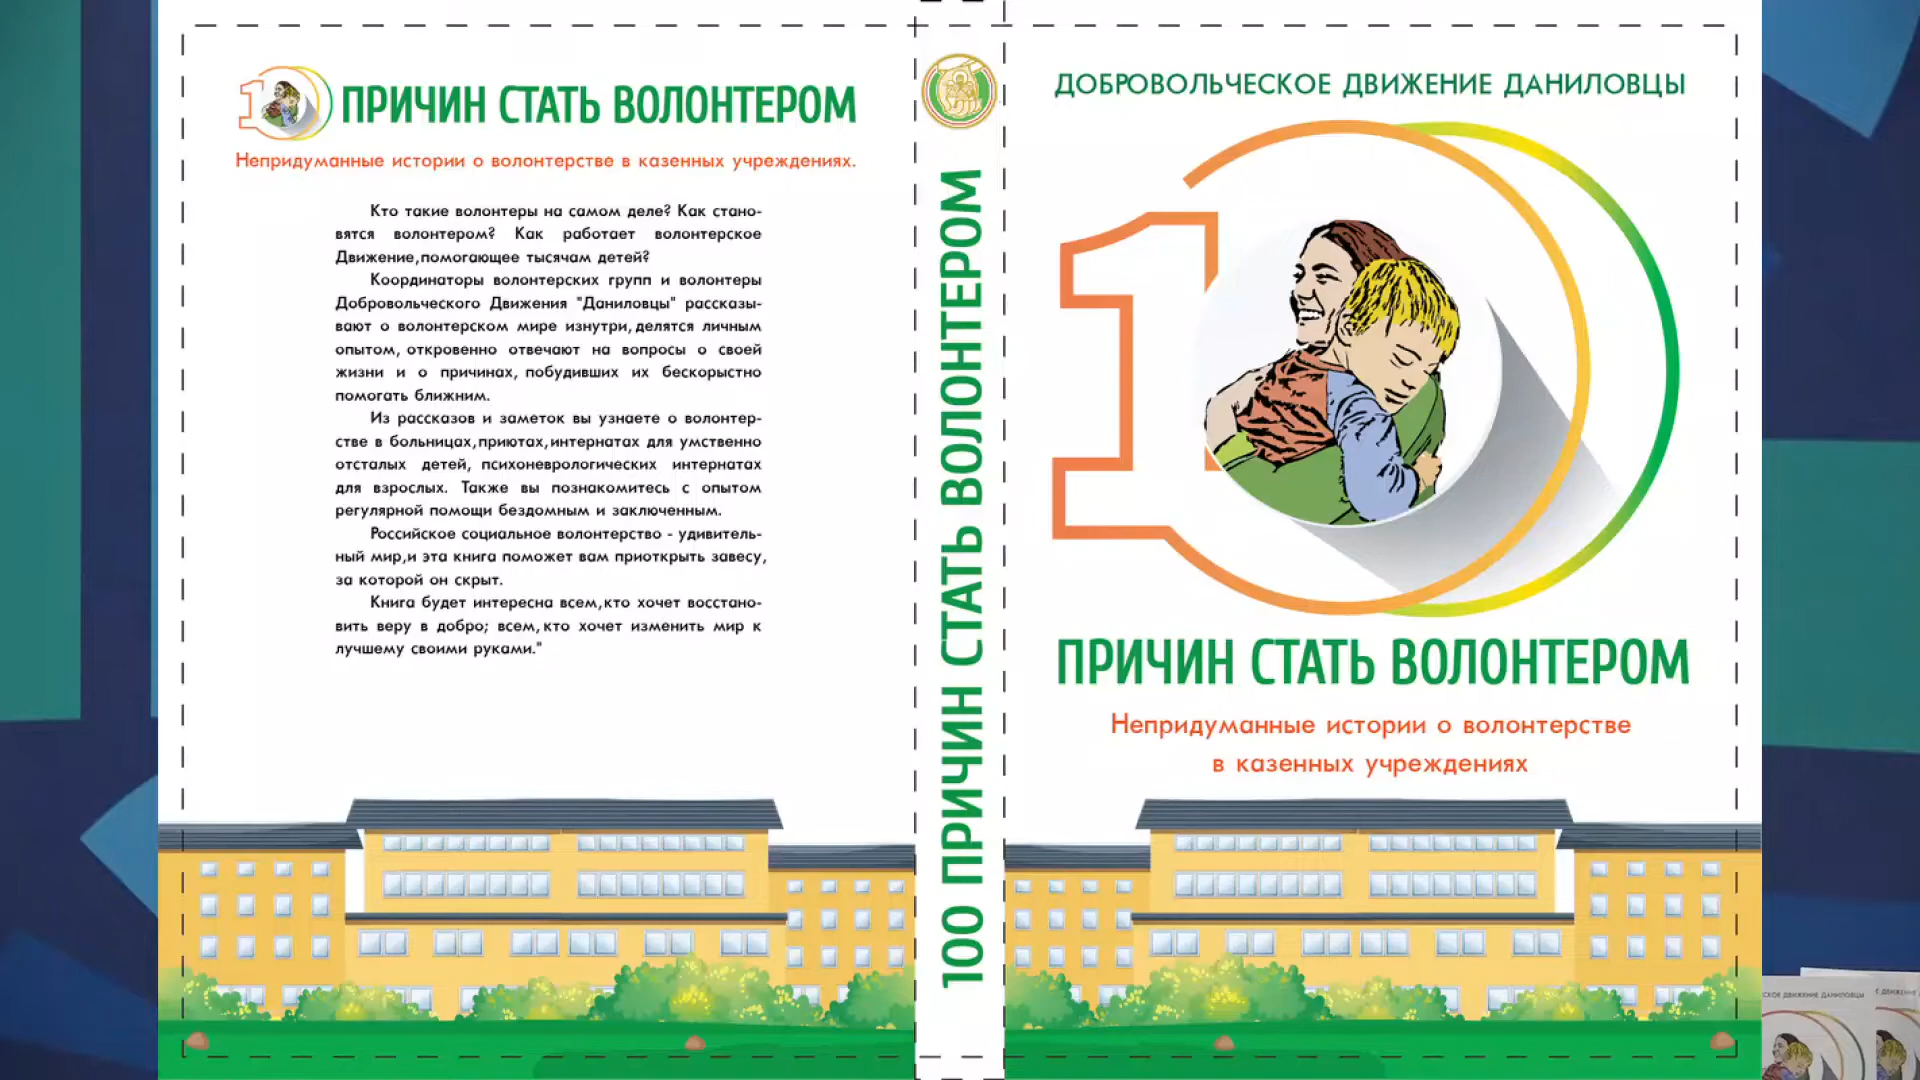 100 ПРИЧИН СТАТЬ ВОЛОНТЕРОМ
Непридуманные истории о волонтерстве в казенных учреждениях.
Кто такие волонтеры на самом деле? Как стано-
вятся волонтером? Как работает волонтерское
Движение,помогающее тысячам детей?
Координаторы волонтерских групп и волонтеры
Добровольческого Движения "Даниловцы" рассказы-
вают о волонтерском мире изнутри, делятся личным
опытом, откровенно отвечают на вопросы о своей
жизни и о причинах, побудивших их бескорыстно
помогать ближним.
Из рассказов и заметок вы узнаете о волонтер-
стве в больницах,приютах,интернатах для умственно
отсталых детей, психоневрологических интернатах
для взрослых. Также вы познакомитесь с опытом
регулярной помощи бездомным и заключенным.
Российское социальное волонтерство - удивитель-
ный мир,и эта книга поможет вам приоткрыть завесу,
за которой он скрыт.
Книга будет интересна всем,кто хочет восстано-
вить веру в добро; всем, кто хочет изменить мир к
лучшему своими руками."
100 ПРИЧИН СТАТЬ ВОЛОНТЕРОМ
ДОБРОВОЛЬЧЕСКОЕ ДВИЖЕНИЕ ДАНИЛОВЦЫ
100
ПРИЧИН СТАТЬ ВОЛОНТЕРОМ
Непридуманные истории о волонтерстве
в казенных учреждениях
ДВИЖЕНИЕ ДАНИЛОВЦЫ